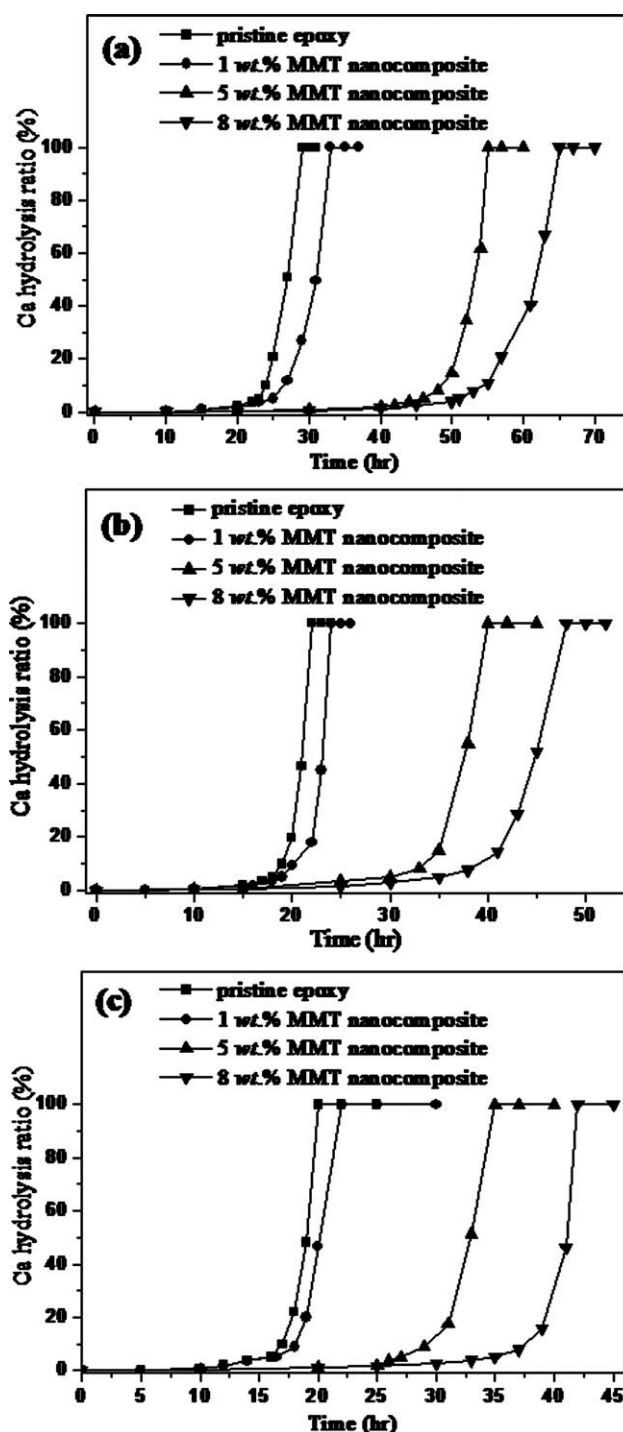 (a)
pristine epoxy
1 wt.% MMT nanocomposite
5 wt.% MMT nanocomposite
8 wt.% MMT nanocomposite
Ca hydrolysis ratio (%)
100
80
60
40
20
0
0 10 20 30 40 50 60 70
Time (hr)
(b)
pristine epoxy
1 wt.% MMT nanocomposite
5 wt.% MMT nanocomposite
8 wt.% MMT nanocomposite
Ca hydrolysis ratio (%)
100
80
60
40
20
0
0 10 20 30 40 50
Time (hr)
(c)
pristine epoxy
1 wt.% MMT nanocomposite
5 wt.% MMT nanocomposite
8 wt.% MMT nanocomposite
Ca hydrolysis ratio (%)
100
80
60
40
20
0
0 5 10 15 20 25 30 35 40 45
Time (hr)